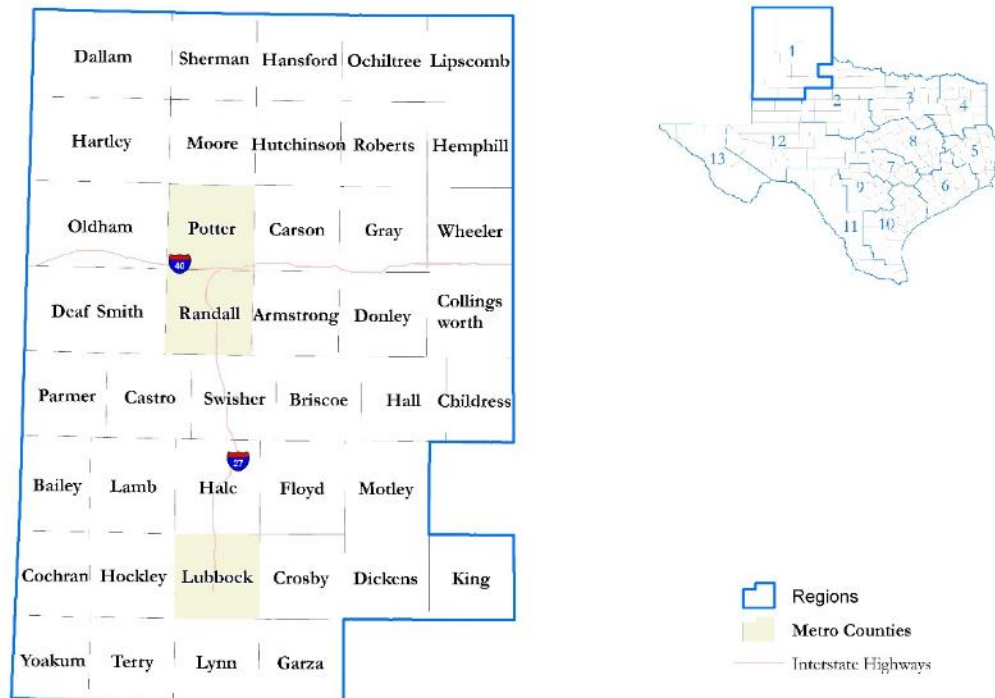 Dallam Sherman Hansford Ochiltree Lipscomb
Hartley Moore Hutchinson Roberts Hemphill
Oldham Potter Carson Gray Wheeler
40
Deaf Smith Randall Armstrong Donley Collings
worth
Parmer Castro Swisher Briscoe Hall Childress
27
Bailey Lamb Hale Floyd Motley
Cochran Hockley Lubbock Crosby Dickens King
Yoakum Terry Lynn Garza
1
2
3
4
5
6
7
8
9
10
11
12
13
Regions
Metro Counties
Interstate Highways